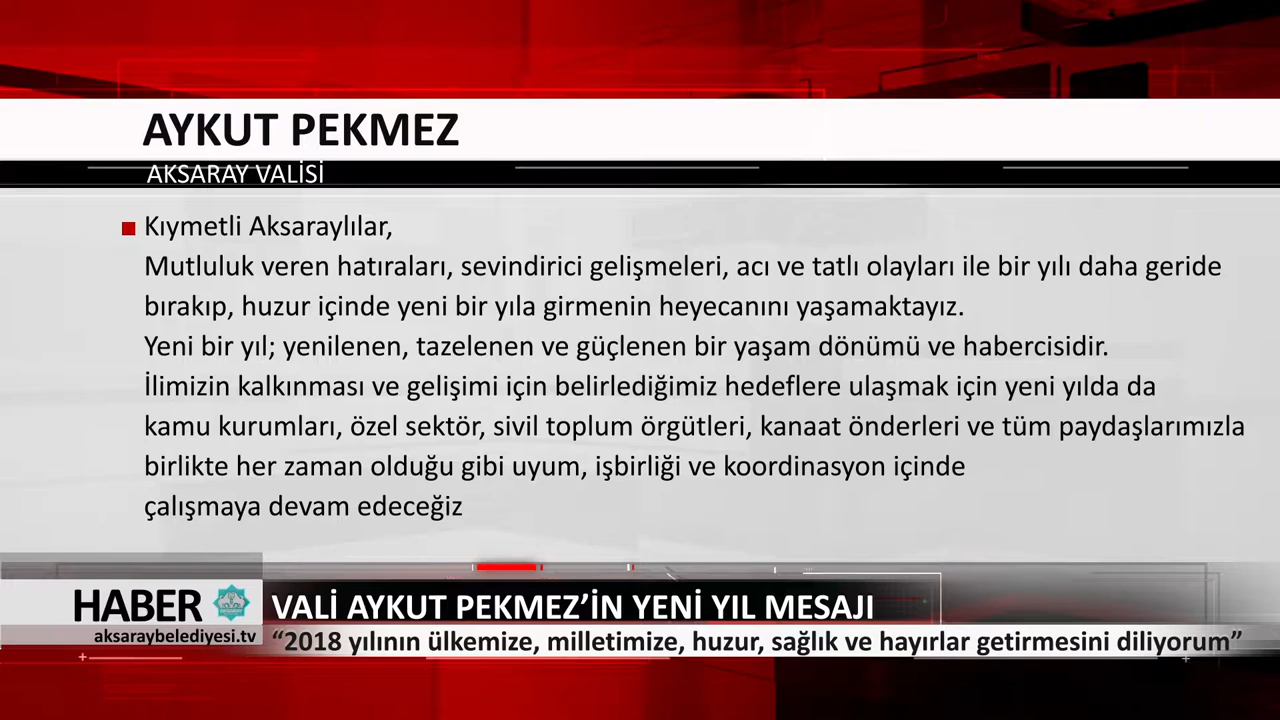 AYKUT PEKMEZ
AKSARAY VALİSİ
Kıymetli Aksaraylılar,
Mutluluk veren hatıraları, sevindirici gelişmeleri, acı ve tatlı olayları ile bir yılı daha geride
bırakıp, huzur içinde yeni bir yıla girmenin heyecanını yaşamaktayız.
Yeni bir yıl; yenilenen, tazelenen ve güçlenen bir yaşam dönümü ve habercisidir.
İlimizin kalkınması ve gelişimi için belirlediğimiz hedeflere ulaşmak için yeni yılda da
kamu kurumları, özel sektör, sivil toplum örgütleri, kanaat önderleri ve tüm paydaşlarımızla
birlikte her zaman olduğu gibi uyum, işbirliği ve koordinasyon içinde
çalışmaya devam edeceğiz
HABER
aksaraybelediyesi.tv
VALİ AYKUT PEKMEZ’İN YENİ YIL MESAJI
“2018 yılının ülkemize, milletimize, huzur, sağlık ve hayırlar getirmesini diliyorum”